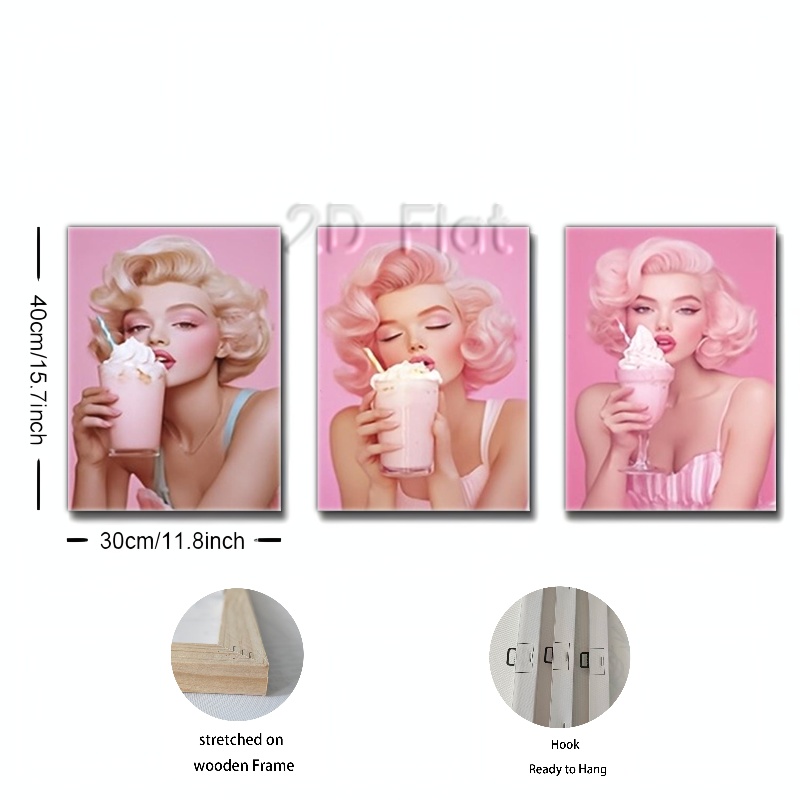 2D Flat
40cm/15.7inch
30cm/11.8inch
stretched on
wooden Frame
Hook
Ready to Hang